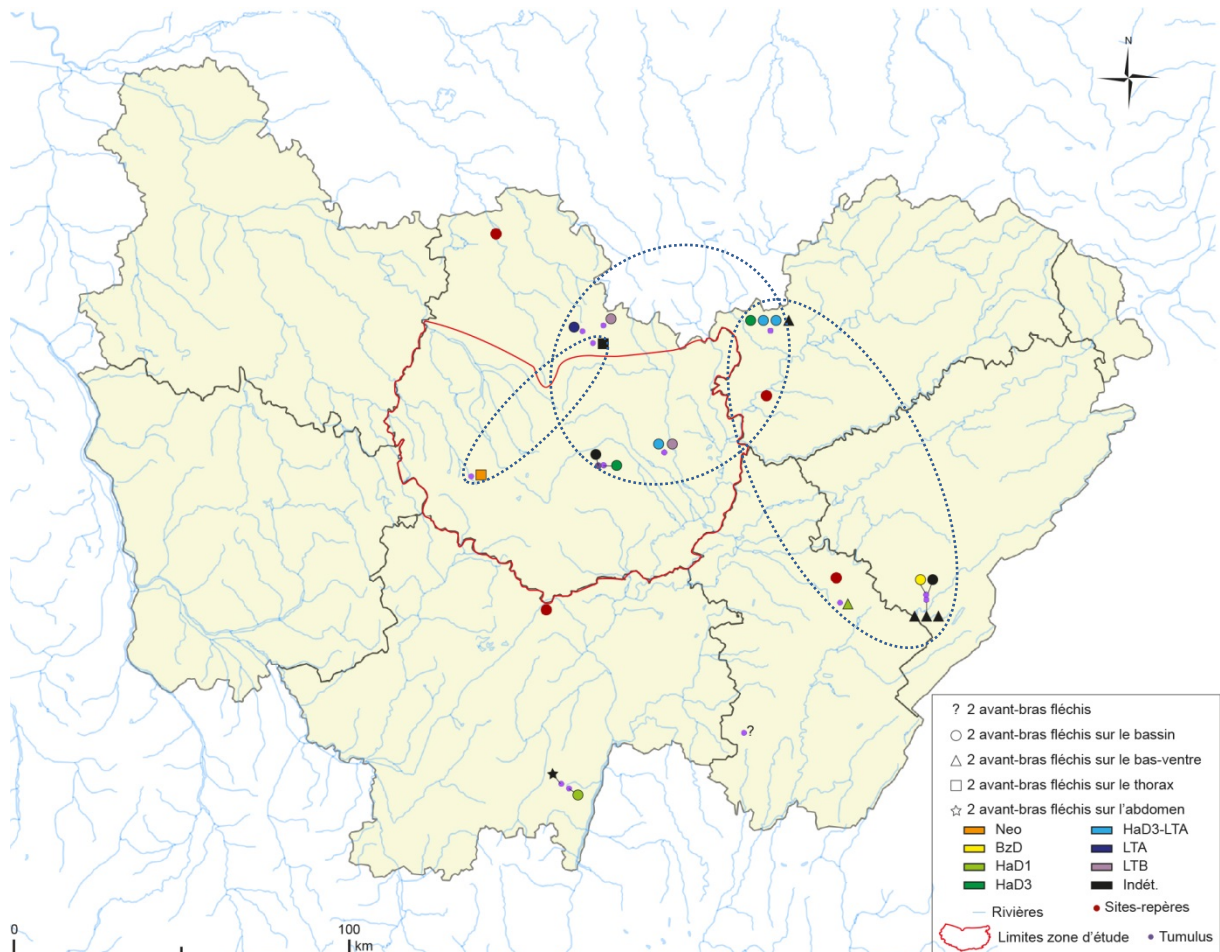 N
?
? 2 avant-bras fléchis
2 avant-bras fléchis sur le bassin
2 avant-bras fléchis sur le bas-ventre
2 avant-bras fléchis sur le thorax
2 avant-bras fléchis sur l'abdomen
Neo HaD3-LTA
BzD LTA
HaD1 LTB
HaD3 Indét.
Rivières Sites-repères
Limites zone d'étude Tumulus
0 100
km